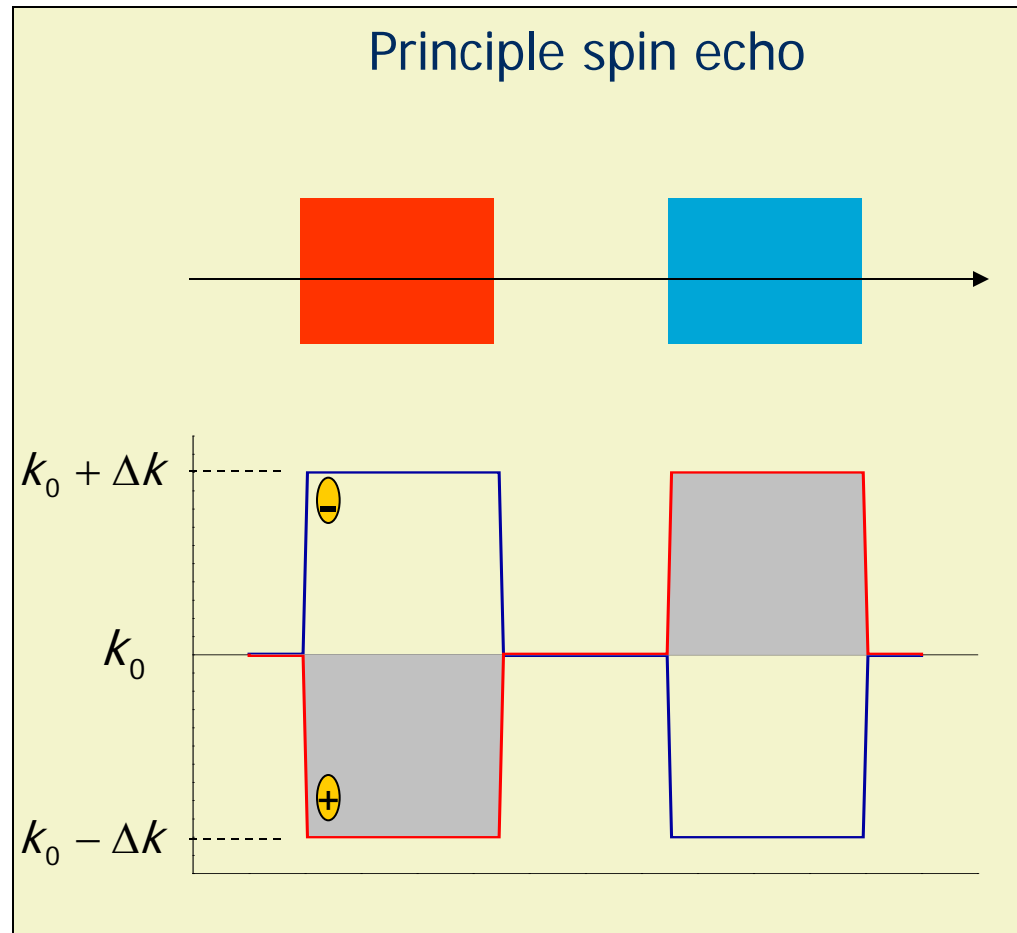 Principle spin echo
k₀ + Δk
−
k₀
+
k₀ − Δk